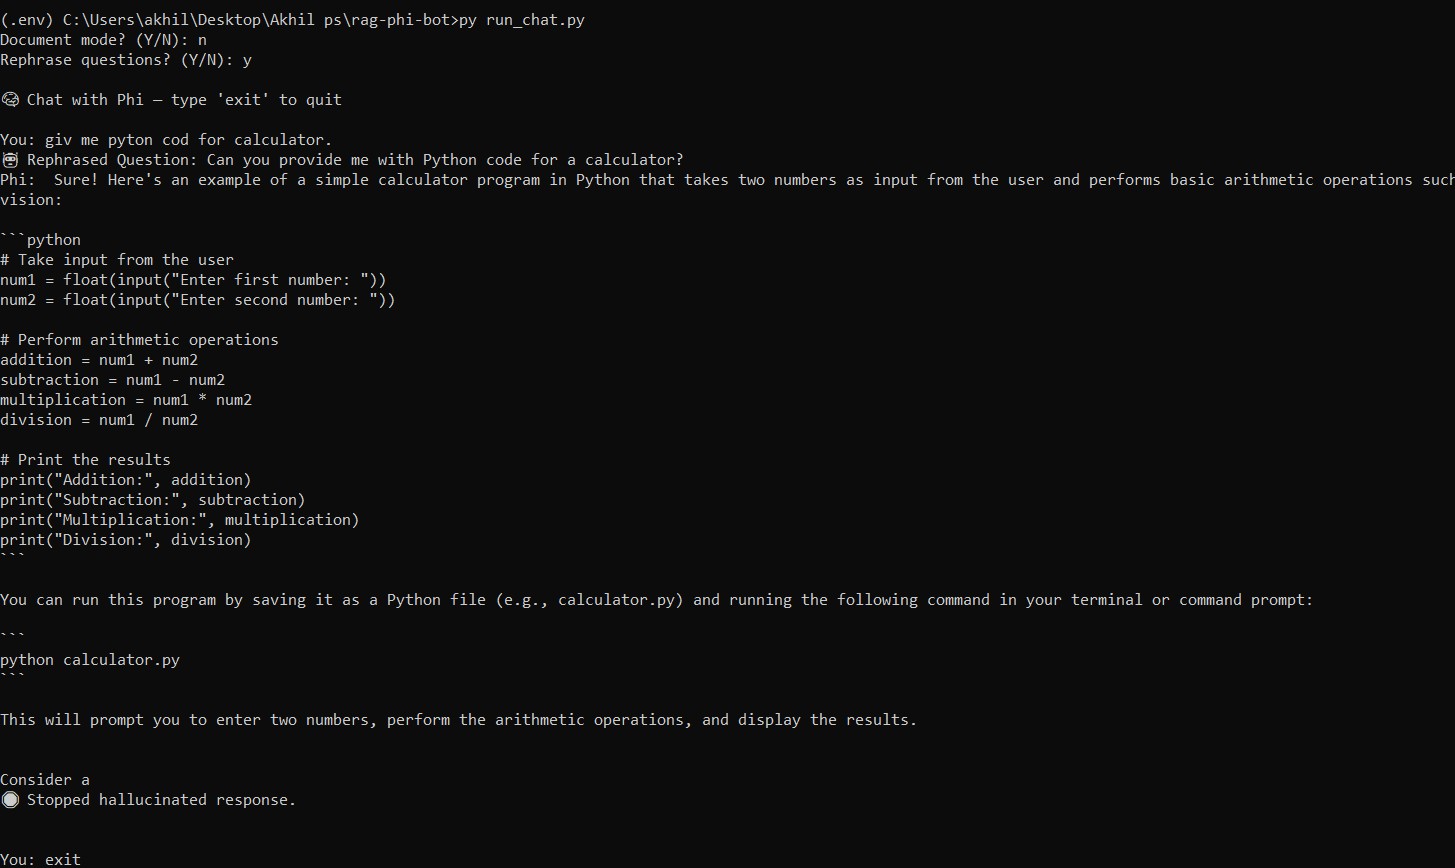 (.env) C:\Users\akhil\Desktop\Akhil ps\rag-phi-bot>py run_chat.py
Document mode? (Y/N): n
Rephrase questions? (Y/N): y
Chat with Phi — type 'exit' to quit
You: giv me pyton cod for calculator.
Rephrased Question: Can you provide me with Python code for a calculator?
Phi:  Sure! Here's an example of a simple calculator program in Python that takes two numbers as input from the user and performs basic arithmetic operations such
vision:
```python
# Take input from the user
num1 = float(input("Enter first number: "))
num2 = float(input("Enter second number: "))
# Perform arithmetic operations
addition = num1 + num2
subtraction = num1 - num2
multiplication = num1 * num2
division = num1 / num2
# Print the results
print("Addition:", addition)
print("Subtraction:", subtraction)
print("Multiplication:", multiplication)
print("Division:", division)
```
You can run this program by saving it as a Python file (e.g., calculator.py) and running the following command in your terminal or command prompt:
```
python calculator.py
```
This will prompt you to enter two numbers, perform the arithmetic operations, and display the results.
Consider a
Stopped hallucinated response.
You: exit